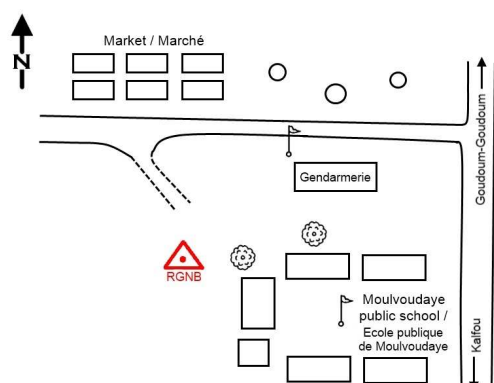 Market / Marché
N
Goudoum-Goudoum
Gendarmerie
RGNB
Moulvoudaye
public school /
Ecole publique
de Moulvoudaye
Kalfou